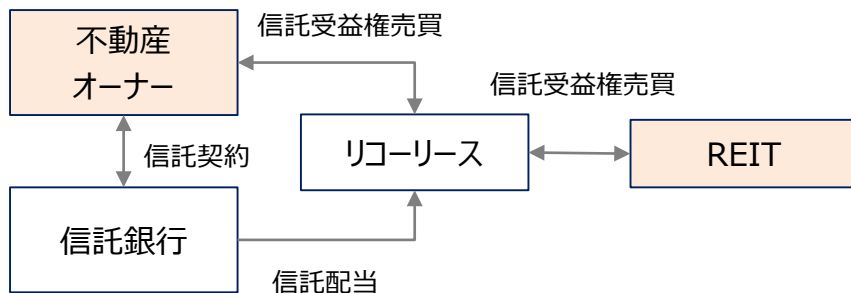 不動産
オーナー
信託受益権売買
信託受益権売買
リコーリース
REIT
信託契約
信託銀行
信託配当